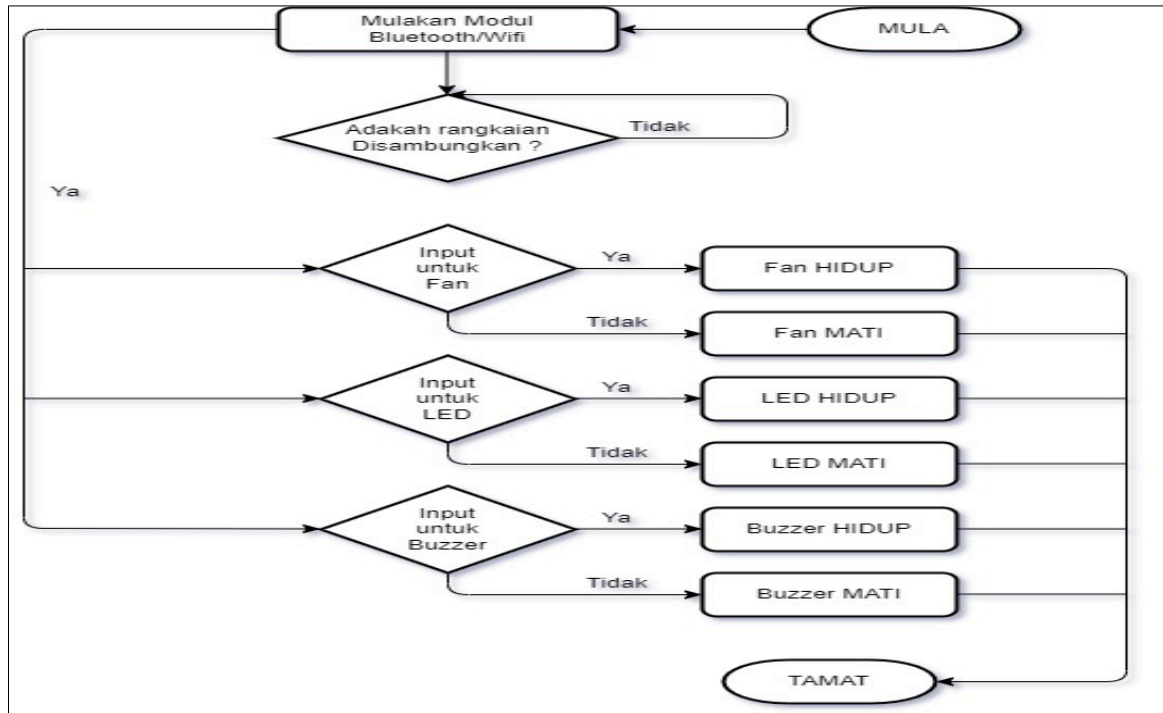 Mulakan Modul
Bluetooth/Wifi
MULA
Adakah rangkaian
Disambungkan ?
Tidak
Ya
Input
untuk
Fan
Ya
Fan HIDUP
Tidak
Fan MATI
Input
untuk
LED
Ya
LED HIDUP
Tidak
LED MATI
Input
untuk
Buzzer
Ya
Buzzer HIDUP
Tidak
Buzzer MATI
TAMAT